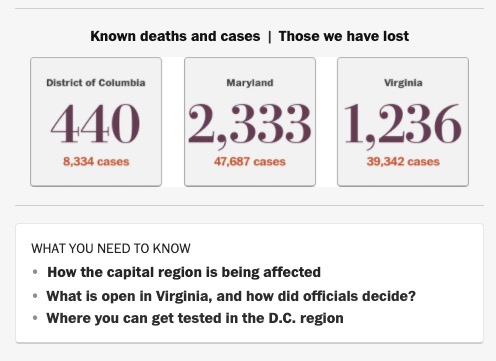 Known deaths and cases | Those we have lost
District of Columbia
440
8,334 cases
Maryland
2,333
47,687 cases
Virginia
1,236
39,342 cases
WHAT YOU NEED TO KNOW
• How the capital region is being affected
• What is open in Virginia, and how did officials decide?
• Where you can get tested in the D.C. region